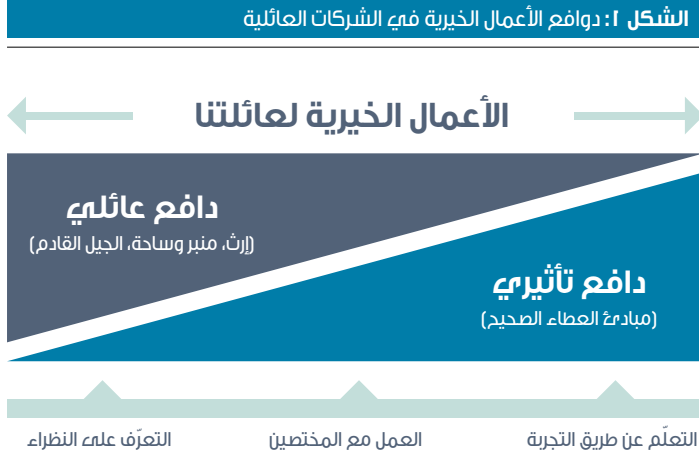 الشكل ١: دوافع الأعمال الخيرية في الشركات العائلية
الأعمال الخيرية لعائلتنا
دافع عائلي
(إرث، منبر وساحة، الجيل القادم)
دافع تأثيري
(مبادئ العطاء الصحيح)
التعلّم عن طريق التجربة
العمل مع المختصين
التعرّف على النظراء